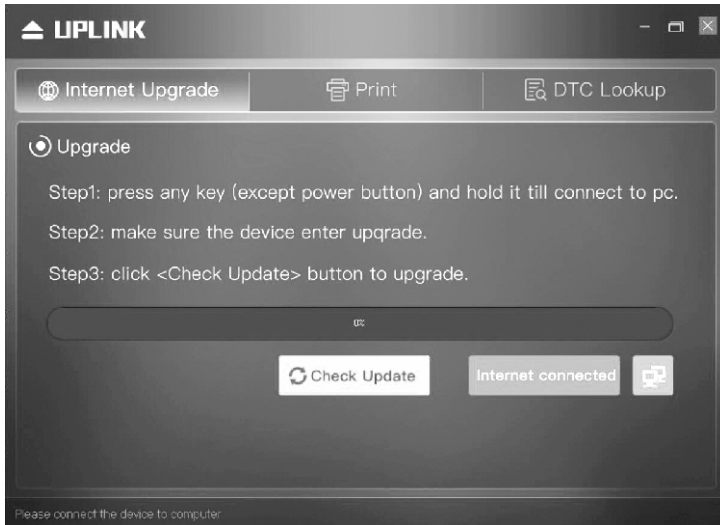 UPLINK
Internet Upgrade
Print
DTC Lookup
Upgrade
Step1: press any key (except power button) and hold it till connect to pc.
Step2: make sure the device enter upqrade.
Step3: click <Check Update> button to upgrade.
0%
Check Update
Internet connected
Please connect the device to computer